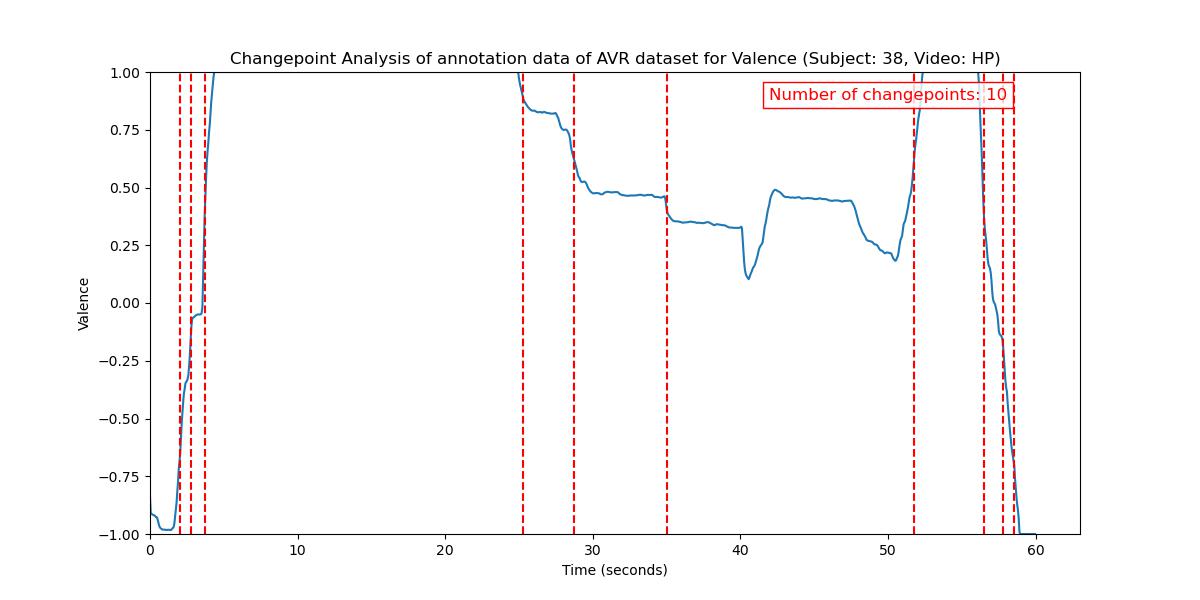 Changepoint Analysis of annotation data of AVR dataset for Valence (Subject: 38, Video: HP)
Number of changepoints: 10
Valence
1.00
0.75
0.50
0.25
0.00
−0.25
−0.50
−0.75
−1.00
0 10 20 30 40 50 60
Time (seconds)